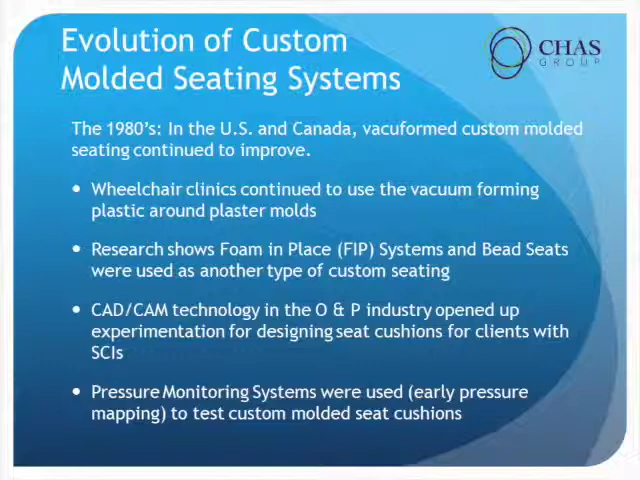 Evolution of Custom
Molded Seating Systems
CHAS
GROUP
The 1980's: In the U.S. and Canada, vacuformed custom molded
seating continued to improve.
• Wheelchair clinics continued to use the vacuum forming
plastic around plaster molds
• Research shows Foam in Place (FIP) Systems and Bead Seats
were used as another type of custom seating
• CAD/CAM technology in the O & P industry opened up
experimentation for designing seat cushions for clients with
SCIs
• Pressure Monitoring Systems were used (early pressure
mapping) to test custom molded seat cushions